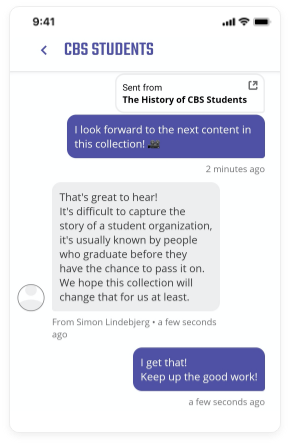 9:41
CBS STUDENTS
Sent from
The History of CBS Students
I look forward to the next content in
this collection!
2 minutes ago
That's great to hear!
It's difficult to capture the
story of a student organization,
it's usually known by people
who graduate before they
have the chance to pass it on.
We hope this collection will
change that for us at least.
From Simon Lindebjerg • a few seconds
ago
I get that!
Keep up the good work!
a few seconds ago